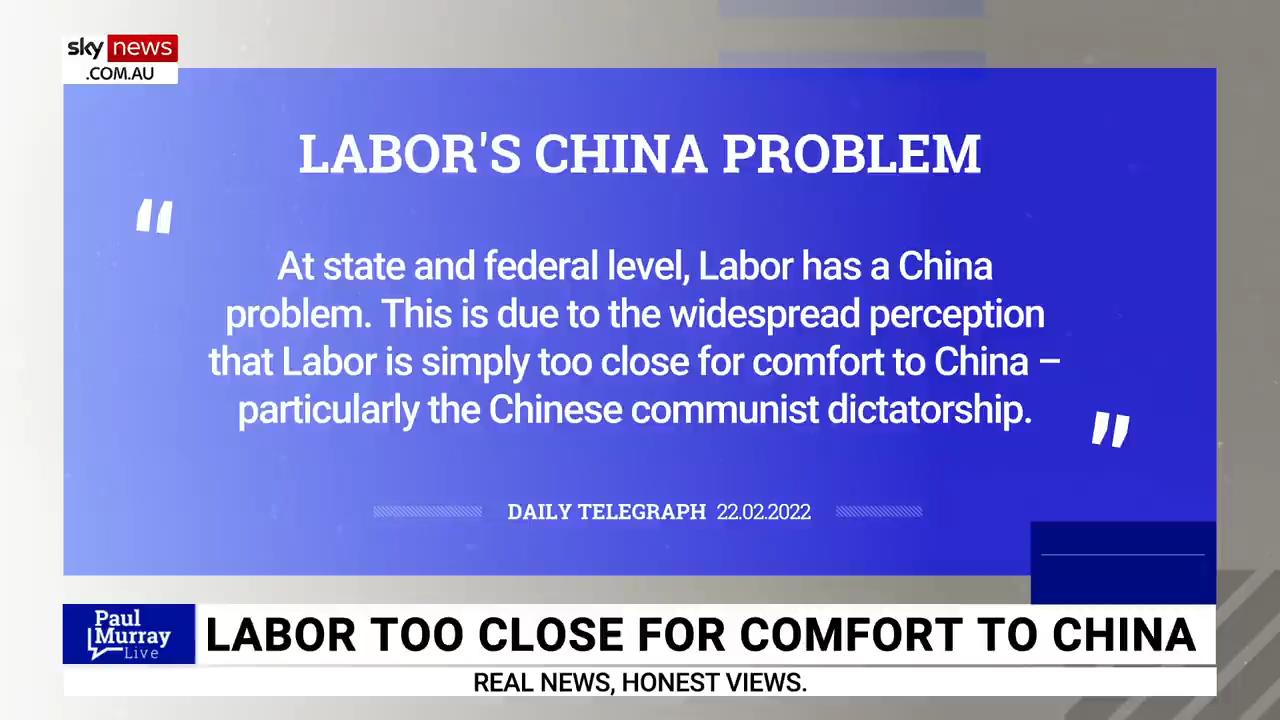 sky news
.COM.AU
LABOR'S CHINA PROBLEM
"
At state and federal level, Labor has a China
problem. This is due to the widespread perception
that Labor is simply too close for comfort to China –
particularly the Chinese communist dictatorship.
"
DAILY TELEGRAPH 22.02.2022
Paul
Murray
Live
LABOR TOO CLOSE FOR COMFORT TO CHINA
REAL NEWS, HONEST VIEWS.